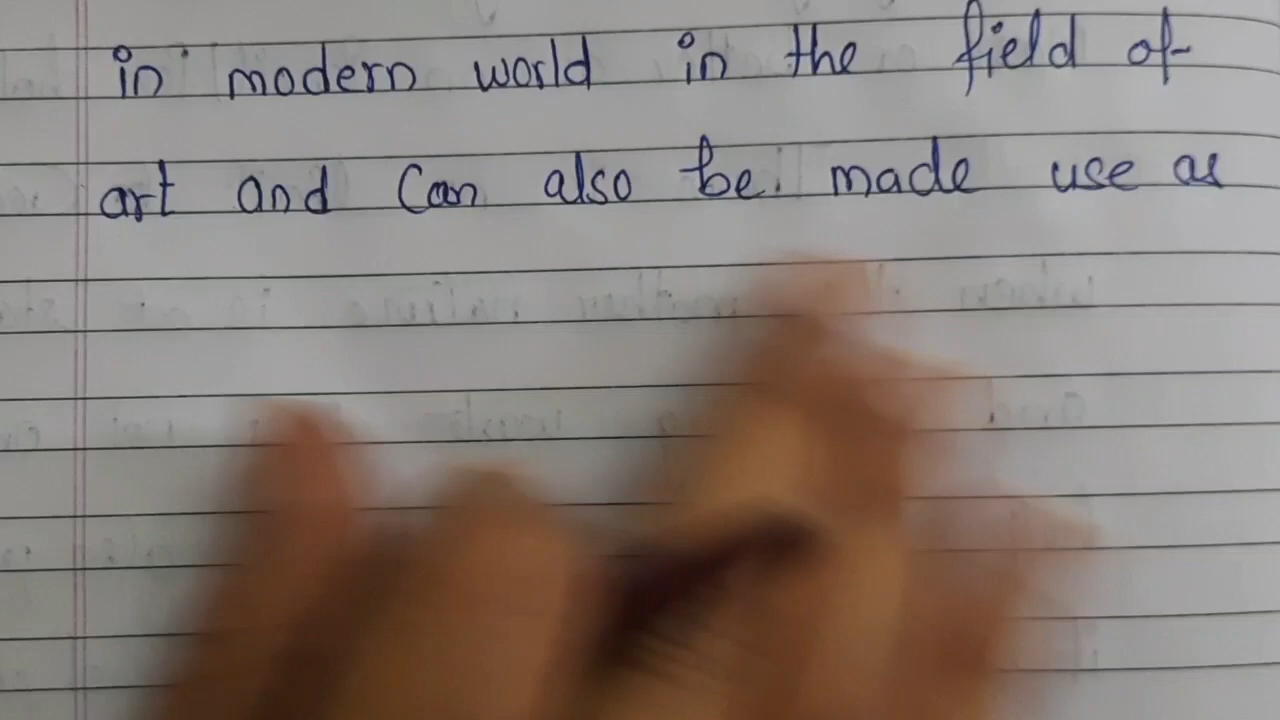 in modern world in the field of
art and Can also be made use as